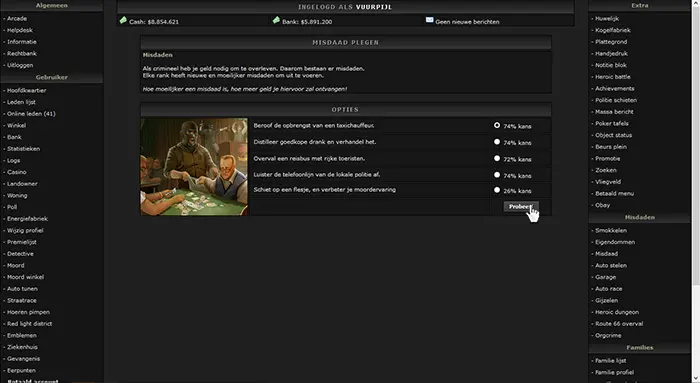 Algemeen
- Arcade
- Helpdesk
- Informatie
- Rechtbank
- Uitloggen
Gebruiker
- Hoofdkwartier
- Leden lijst
- Online leden (41)
- Winkel
- Bank
- Statistieken
- Logs
- Casino
- Landowner
- Woning
- Poll
- Energiefabriek
- Wijzig profiel
- Premielijst
- Detective
- Moord
- Moord winkel
- Auto tunen
- Straatrace
- Hoeren pimpen
- Red light district
- Emblemen
- Ziekenhuis
- Gevangenis
- Eerpunten
- Betaald account
INGELOGD ALS VUURPIJL
Cash: $8.854.621
Bank: $5.891.200
Geen nieuwe berichten
MISDAAD PLEGEN
Misdaden
Als crimineel heb je geld nodig om te overleven. Daarom bestaan er misdaden.
Elke rank heeft nieuwe en moeilijker misdaden om uit te voeren.
Hoe moeilijker een misdaad is, hoe meer geld je hiervoor zal ontvangen!
OPTIES
Beroof de opbrengst van een taxichauffeur. 74% kans
Distilleer goedkope drank en verhandel het. 74% kans
Overval een reisbus met rijke toeristen. 72% kans
Luister de telefoonlijn van de lokale politie af. 74% kans
Schiet op een flesje, en verbeter je moordervaring 26% kans
Probeer
Extra
- Huwelijk
- Kogelfabriek
- Plattegrond
- Handjedruk
- Notitie blok
- Heroic battle
- Achievements
- Politie schieten
- Massa bericht
- Poker tafels
- Object status
- Beurs plein
- Promotie
- Zoeken
- Vliegveld
- Betaald menu
- Obay
Misdaden
- Smokkelen
- Eigendommen
- Misdaad
- Auto stelen
- Garage
- Auto race
- Gijzelen
- Heroic dungeon
- Route 66 overval
- Orgcrime
Families
- Familie lijst
- Familie profiel